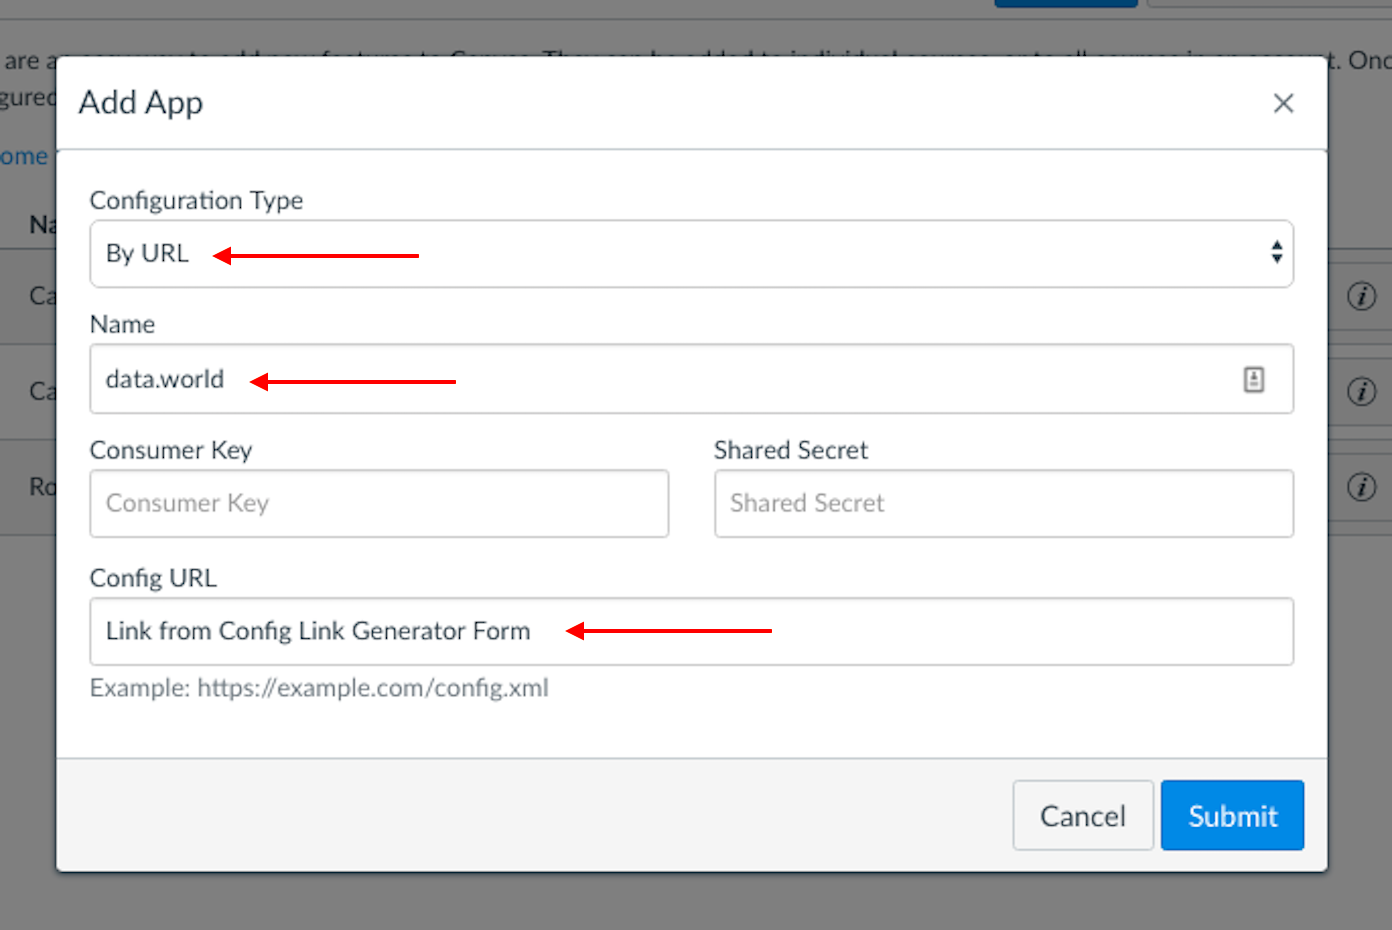 are
t. Onc
gured
Add App
ome
Configuration Type
By URL
Na
Name
Ca
data.world
Ca
Consumer Key Shared Secret
Consumer Key Shared Secret
Ro
Config URL
Link from Config Link Generator Form
Example: https://example.com/config.xml
Cancel Submit